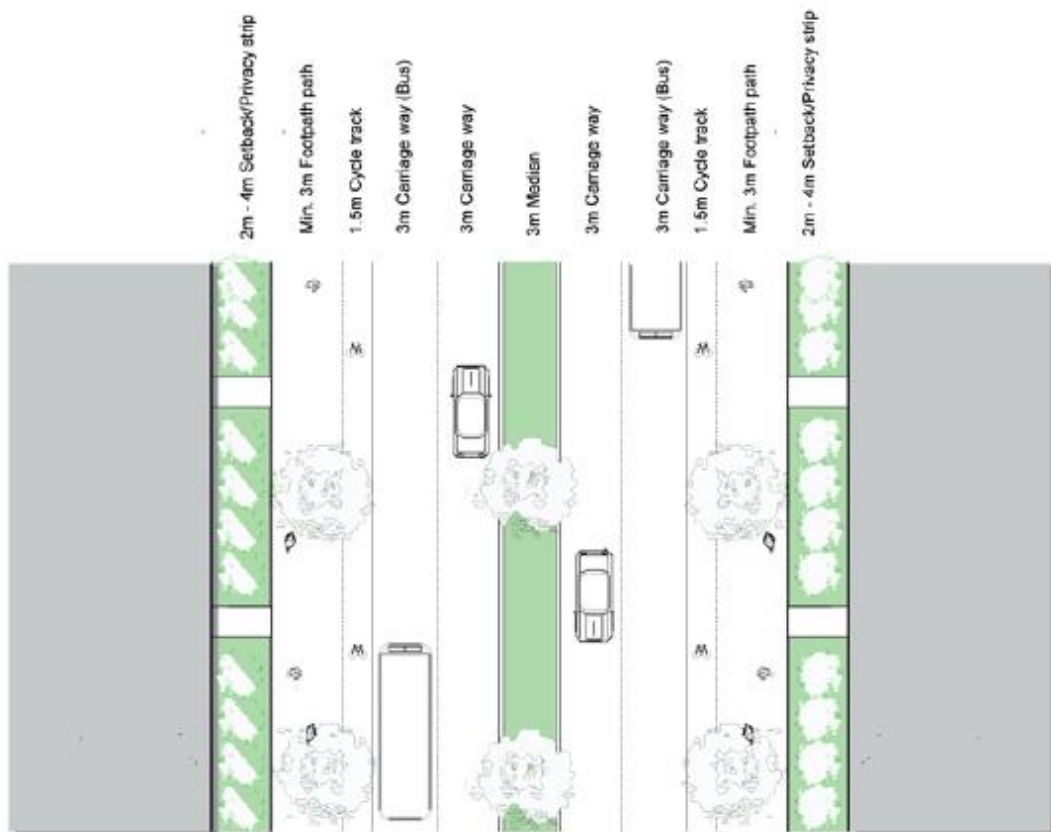 2m - 4m Setback/Privacy strip
Min. 3m Footpath path
1.5m Cycle track
3m Carriage way (Bus)
3m Carriage way
3m Median
3m Carriage way
3m Carriage way (Bus)
1.5m Cycle track
Min. 3m Footpath path
2m - 4m Setback/Privacy strip